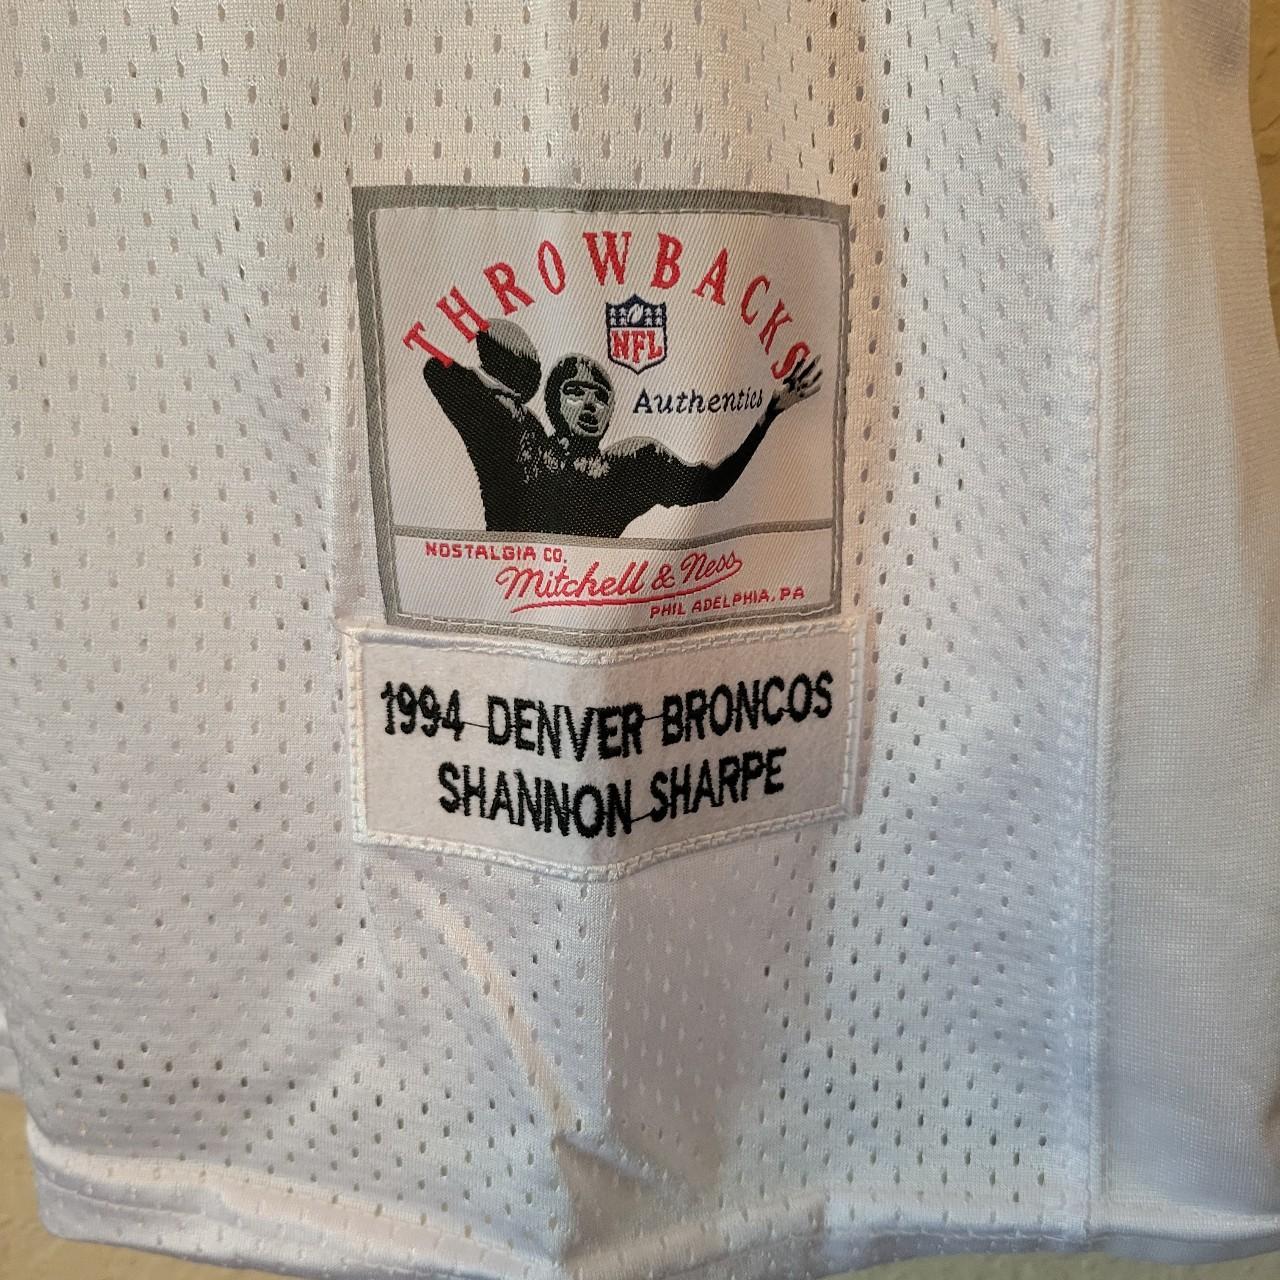 THROWBACKS
NFL
Authentics
NOSTALGIA CO.
Mitchell & Ness
PHILADELPHIA, PA
1994 DENVER BRONCOS
SHANNON SHARPE